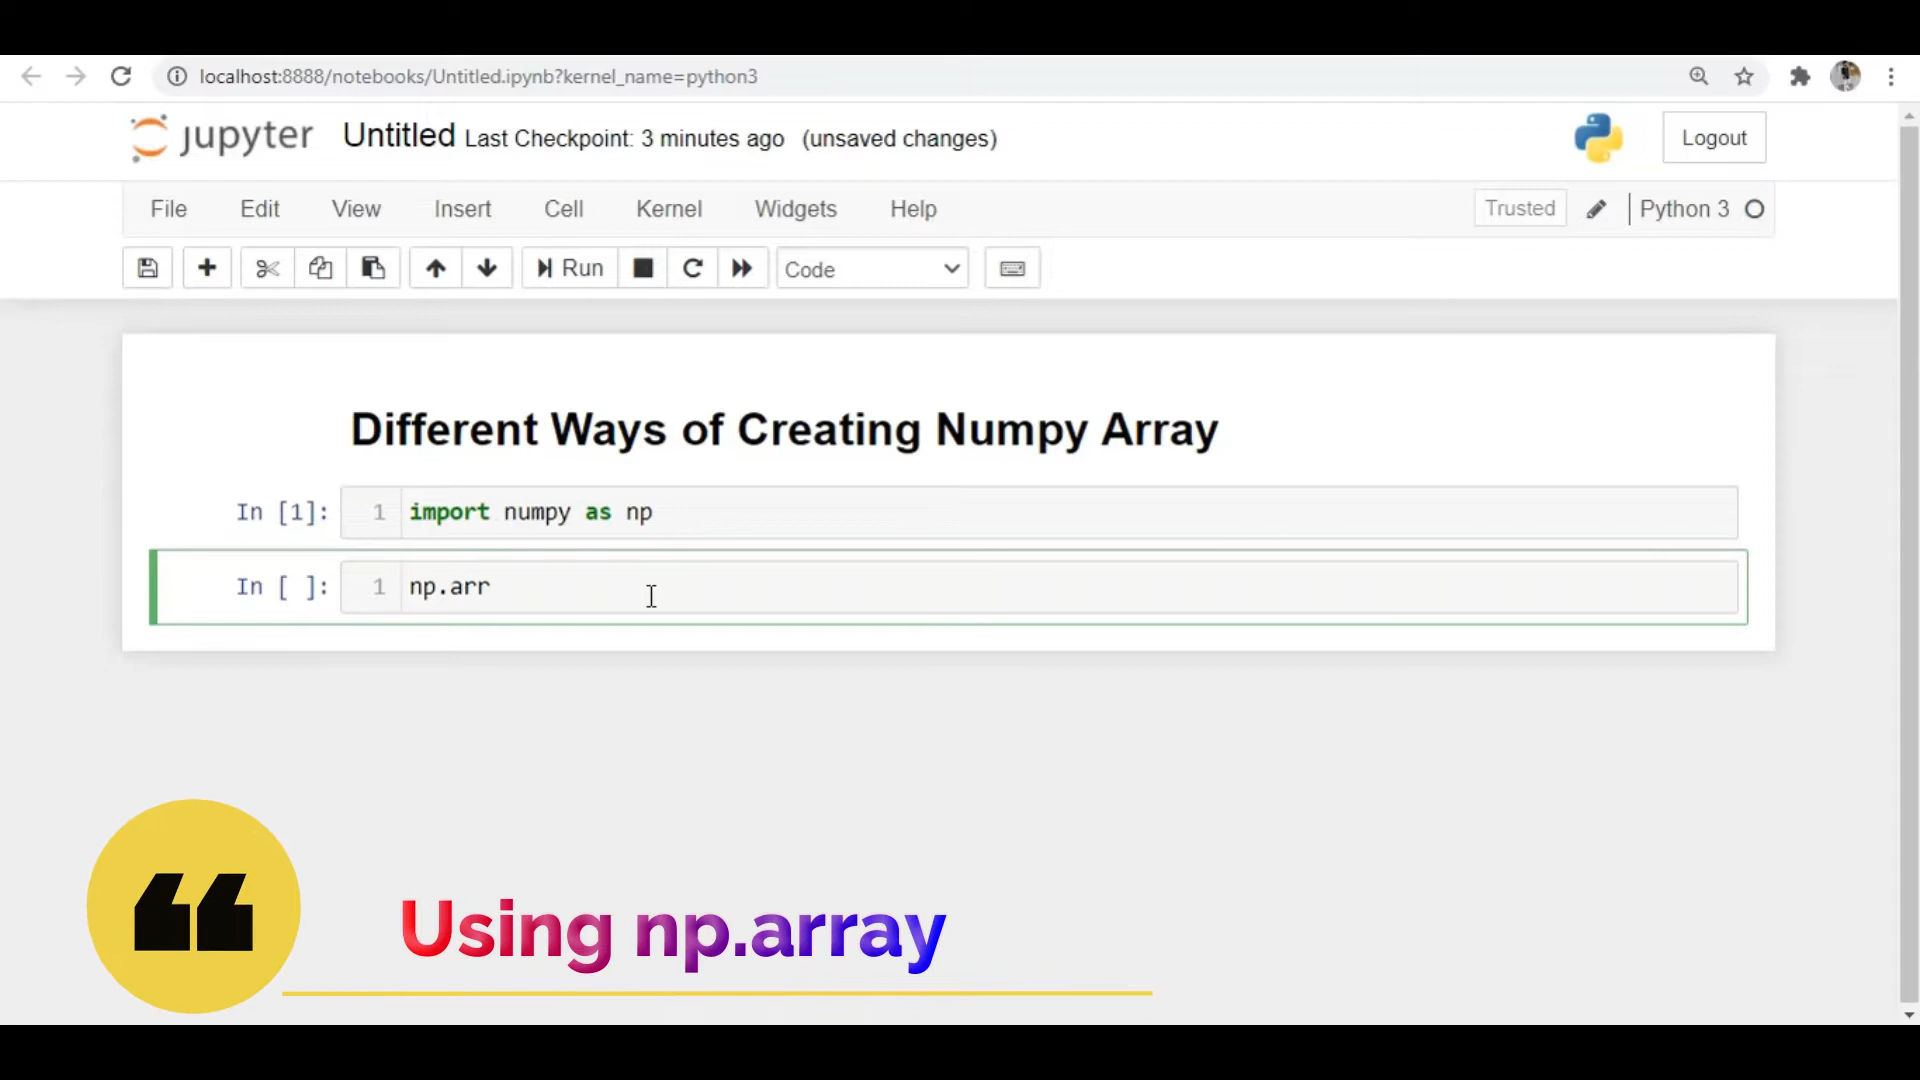 localhost:8888/notebooks/Untitled.ipynb?kernel_name=python3
jupyter Untitled Last Checkpoint: 3 minutes ago (unsaved changes) Logout
File Edit View Insert Cell Kernel Widgets Help Trusted Python 3
Run Code
Different Ways of Creating Numpy Array
In [1]: 1 import numpy as np
In [ ]: 1 np.arr
“
Using np.array